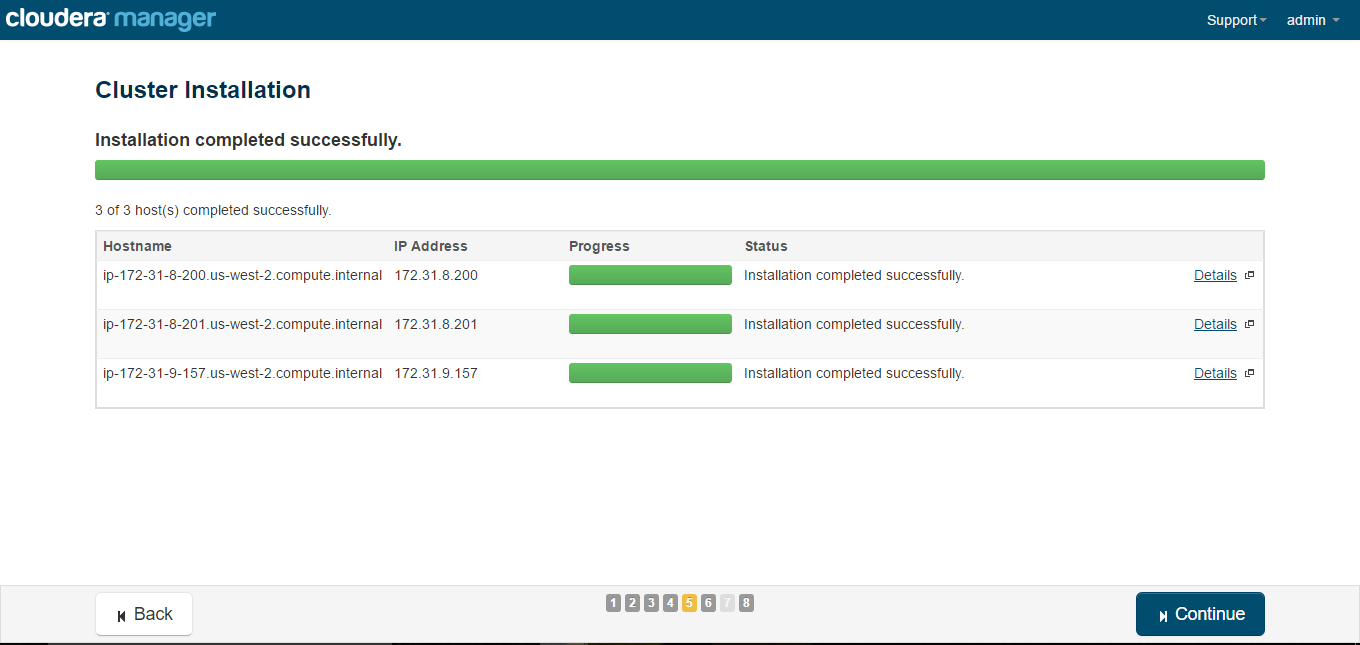 cloudera manager
Support admin
Cluster Installation
Installation completed successfully.
3 of 3 host(s) completed successfully.
Hostname IP Address Progress Status
ip-172-31-8-200.us-west-2.compute.internal 172.31.8.200 Installation completed successfully. Details
ip-172-31-8-201.us-west-2.compute.internal 172.31.8.201 Installation completed successfully. Details
ip-172-31-9-157.us-west-2.compute.internal 172.31.9.157 Installation completed successfully. Details
Back 1 2 3 4 5 6 7 8 Continue